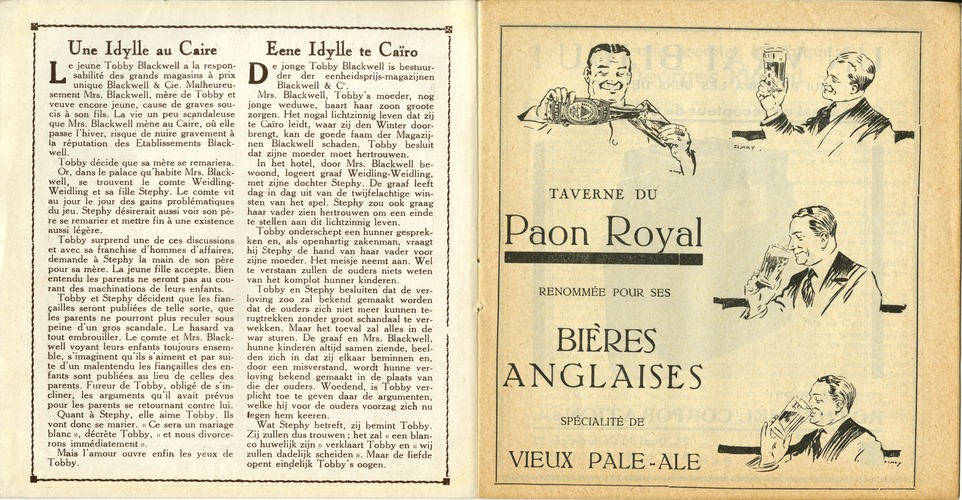 Une Idylle au Caire
Le jeune Tobby Blackwell a la respon-
sabilité des grands magasins à prix
unique Blackwell & Cie. Malheureu-
sement Mrs. Blackwell, mère de Tobby et
veuve encore jeune, cause de graves sou-
cis à son fils. La vie un peu scandaleuse
que Mrs. Blackwell mène au Caire, où elle
passe l'hiver, risque de nuire gravement à
la réputation des Etablissements Black-
well.
Tobby décide que sa mère se remariera.
Or, dans le palace qu'habite Mrs. Black-
well, se trouvent le comte Weidling-
Weidling et sa fille Stephy. Le comte vit
au jour le jour des gains problématiques
du jeu. Stephy désirerait aussi voir son pè-
re se remarier et mettre fin à une existence
aussi légère.
Tobby surprend une de ces discussions
et avec sa franchise d'hommes d'affaires,
demande à Stephy la main de son père
pour sa mère. La jeune fille accepte. Bien
entendu les parents ne seront pas au cou-
rant des machinations de leurs enfants.
Tobby et Stephy décident que les fian-
çailles seront publiées de telle sorte, que
les parents ne pourront plus reculer sous
peine d'un gros scandale. Le hasard va
tout embrouiller. Le comte et Mrs. Black-
well voyant leurs enfants toujours ensem-
ble, s'imaginent qu'ils s'aiment et par sui-
te d'un malentendu les fiançailles des en-
fants sont publiées au lieu de celles des
parents. Fureur de Tobby, obligé de s'in-
cliner, les arguments qu'il avait prévus
pour les parents se retournant contre lui.
Quant à Stephy, elle aime Tobby. Ils
vont donc se marier. « Ce sera un mariage
blanc », décrète Tobby, « et nous divorce-
rons immédiatement ».
Mais l'amour ouvre enfin les yeux de
Tobby.
Eene Idylle te Caïro
De jonge Tobby Blackwell is bestuur-
der der eenheidsprijs-magazijnen
Blackwell & Cº.
Mrs. Blackwell, Tobby's moeder, nog
jonge weduwe, baart haar zoon groote
zorgen. Het nogal lichtzinnig leven dat zij
te Caïro leidt, waar zij den Winter door-
brengt, kan de goede faam der Magazij-
nen Blackwell schaden. Tobby besluit
dat zijne moeder moet hertrouwen.
In het hotel, door Mrs. Blackwell be-
woond, logeert graaf Weidling-Weidling,
met zijne dochter Stephy. De graaf leeft
dag in dag uit van de twijfelachtige win-
sten van het spel. Stephy zou ook graag
haar vader zien hertrouwen om een einde
te stellen aan dit lichtzinnig leven.
Tobby onderschept een hunner gesprek-
ken en, als openhartig zakenman, vraagt
hij Stephy de hand van haar vader voor
zijne moeder. Het meisje neemt aan. Wel
te verstaan zullen de ouders niets weten
van het komplot hunner kinderen.
Tobby en Stephy besluiten dat de ver-
loving zoo zal bekend gemaakt worden
dat de ouders zich niet meer kunnen te-
rugtrekken zonder groot schandaal te ver-
wekken. Maar het toeval zal alles in de
war sturen. De graaf en Mrs. Blackwell,
hunne kinderen altijd samen ziende, beel-
den zich in dat zij elkaar beminnen en,
door een misverstand, wordt hunne ver-
loving bekend gemaakt in de plaats van
die der ouders. Woedend, is Tobby ver-
plicht toe te geven daar de argumenten,
welke hij voor de ouders voorzag zich nu
tegen hem keeren.
Wat Stephy betreft, zij bemint Tobby.
Zij zullen dus trouwen ; het zal « een blan-
co huwelijk zijn » verklaart Tobby en « wij
zullen dadelijk scheiden ». Maar de liefde
opent eindelijk Tobby's oogen.
TAVERNE DU
Paon Royal
RENOMMÉE POUR SES
BIÈRES
ANGLAISES
SPÉCIALITÉ DE
VIEUX PALE-ALE